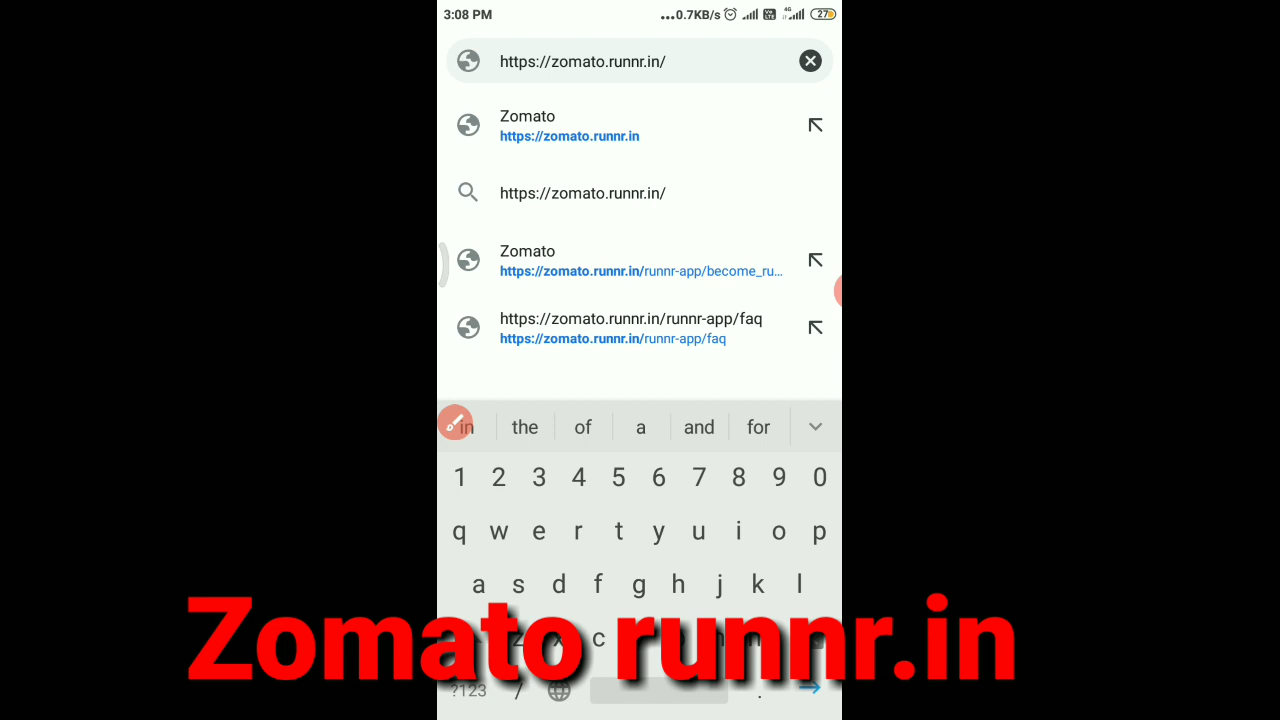 3:08 PM
...0.7KB/s 4G 27
https://zomato.runnr.in/
Zomato
https://zomato.runnr.in
https://zomato.runnr.in/
Zomato
https://zomato.runnr.in/runnr-app/become_ru...
https://zomato.runnr.in/runnr-app/faq
https://zomato.runnr.in/runnr-app/faq
in the of a and for
1 2 3 4 5 6 7 8 9 0
q w e r t y u i o p
a s d f g h j k l
z x c n m
Zomato runnr.in
?123 / .